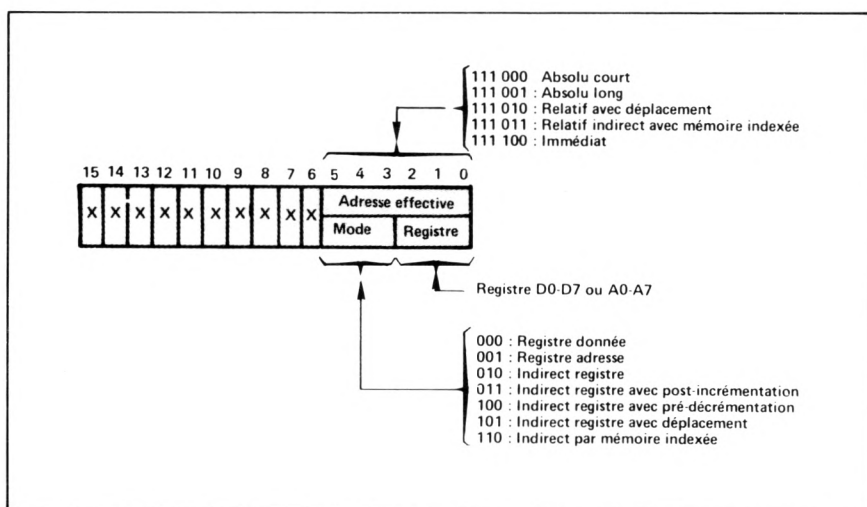 111 000 Absolu court
111 001 : Absolu long
111 010 : Relatif avec déplacement
111 011 : Relatif indirect avec mémoire indexée
111 100 : Immédiat
15 14 13 12 11 10 9 8 7 6 5 4 3 2 1 0
X X X X X X X X X X Adresse effective
Mode Registre
Registre D0-D7 ou A0-A7
000 : Registre donnée
001 : Registre adresse
010 : Indirect registre
011 : Indirect registre avec post-incrémentation
100 : Indirect registre avec pré-décrémentation
101 : Indirect registre avec déplacement
110 : Indirect par mémoire indexée